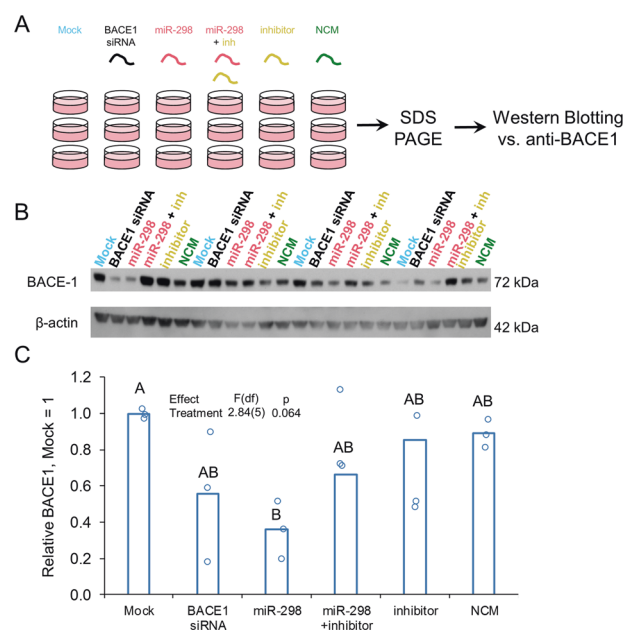 A
Mock
BACE1
siRNA
miR-298
miR-298
+ inh
inhibitor
NCM
SDS
PAGE
Western Blotting
vs. anti-BACE1
B
Mock
BACE1 siRNA
miR-298
miR-298 + inh
inhibitor
NCM
Mock
BACE1 siRNA
miR-298
miR-298 + inh
inhibitor
NCM
Mock
BACE1 siRNA
miR-298
miR-298 + inh
inhibitor
NCM
Mock
BACE1 siRNA
miR-298
miR-298 + inh
inhibitor
NCM
BACE-1
72 kDa
β-actin
42 kDa
C
Relative BACE1, Mock = 1
1.2
1.0
0.8
0.6
0.4
0.2
0.0
Effect F(df) p
Treatment 2.84(5) 0.064
A
AB
B
AB
AB
AB
Mock
BACE1
siRNA
miR-298
miR-298
+inhibitor
inhibitor
NCM